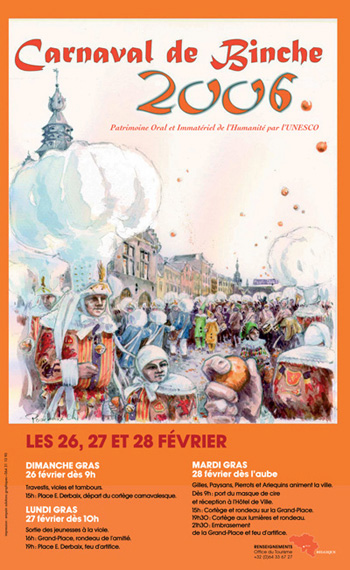 Carnaval de Binche
2006
Patrimoine Oral et Immatériel de l'Humanité par l'UNESCO
LES 26, 27 ET 28 FÉVRIER
DIMANCHE GRAS
26 février dès 9h
Travestis, violes et tambours.
15h : Place E. Derbaix, départ du cortège carnavalesque.
LUNDI GRAS
27 février dès 10h
Sortie des jeunesses à la viole.
16h : Grand-Place, rondeau de l'amitié.
19h : Place E. Derbaix, feu d'artifice.
MARDI GRAS
28 février dès l'aube
Gilles, Paysans, Pierrots et Arlequins animent la ville.
Dès 9h : port du masque de cire
et réception à l'Hôtel de Ville.
15h : Cortège et rondeau sur la Grand-Place.
19h30 : Cortège aux lumières et rondeau.
21h30 : Embrasement
de la Grand-Place et feu d'artifice.
RENSEIGNEMENTS
Office du Tourisme
+32 (0)64 33 67 27